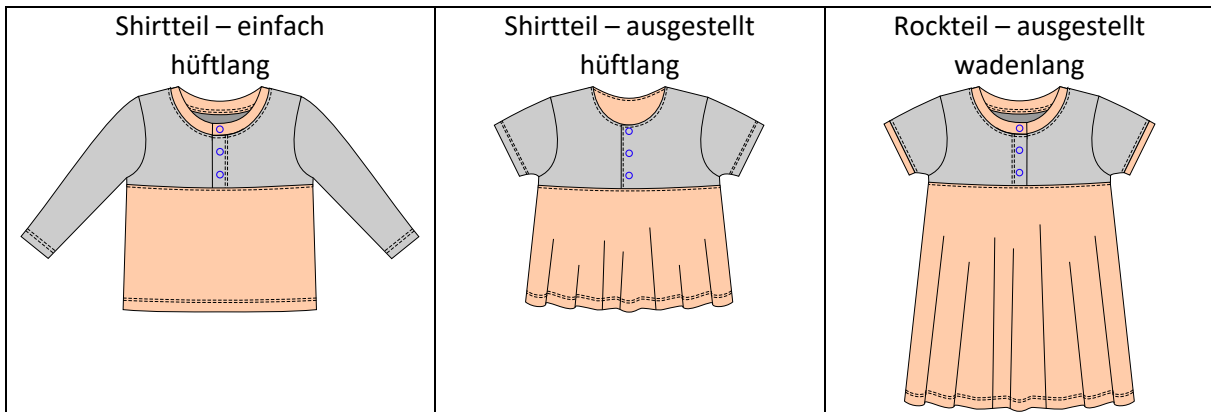 Shirtteil – einfach
hüftlang
Shirtteil – ausgestellt
hüftlang
Rockteil – ausgestellt
wadenlang